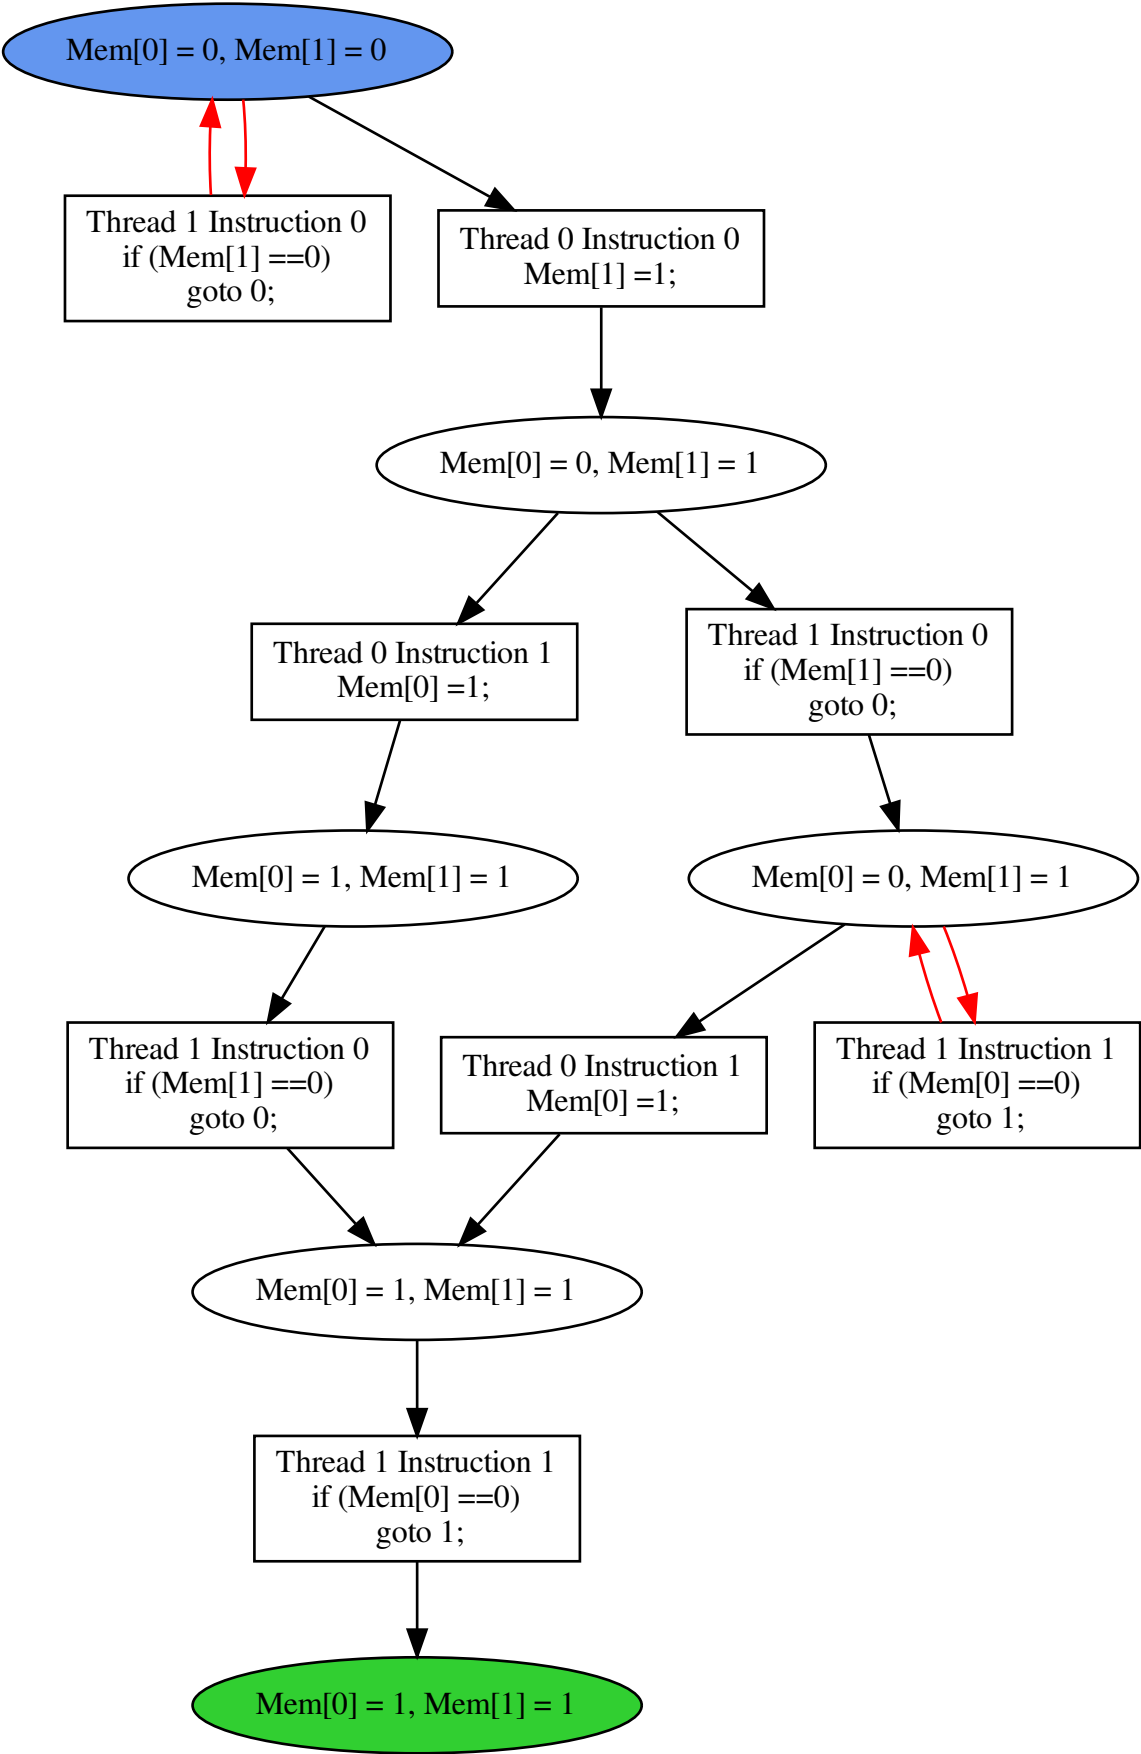 Mem[0] = 0, Mem[1] = 0
Thread 1 Instruction 0
if (Mem[1] ==0)
goto 0;
Thread 0 Instruction 0
Mem[1] =1;
Mem[0] = 0, Mem[1] = 1
Thread 0 Instruction 1
Mem[0] =1;
Thread 1 Instruction 0
if (Mem[1] ==0)
goto 0;
Mem[0] = 1, Mem[1] = 1
Mem[0] = 0, Mem[1] = 1
Thread 1 Instruction 0
if (Mem[1] ==0)
goto 0;
Thread 0 Instruction 1
Mem[0] =1;
Thread 1 Instruction 1
if (Mem[0] ==0)
goto 1;
Mem[0] = 1, Mem[1] = 1
Thread 1 Instruction 1
if (Mem[0] ==0)
goto 1;
Mem[0] = 1, Mem[1] = 1